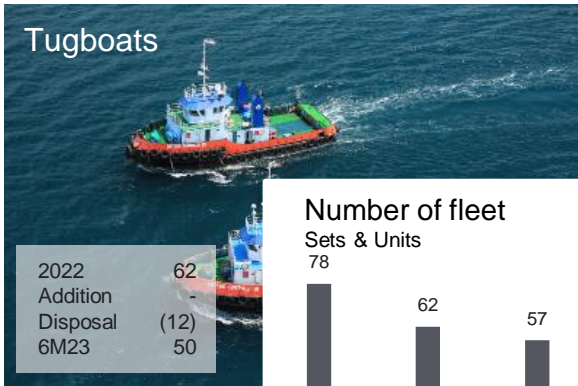 Tugboats
Number of fleet
Sets & Units
78
62
57
2022 62
Addition -
Disposal (12)
6M23 50